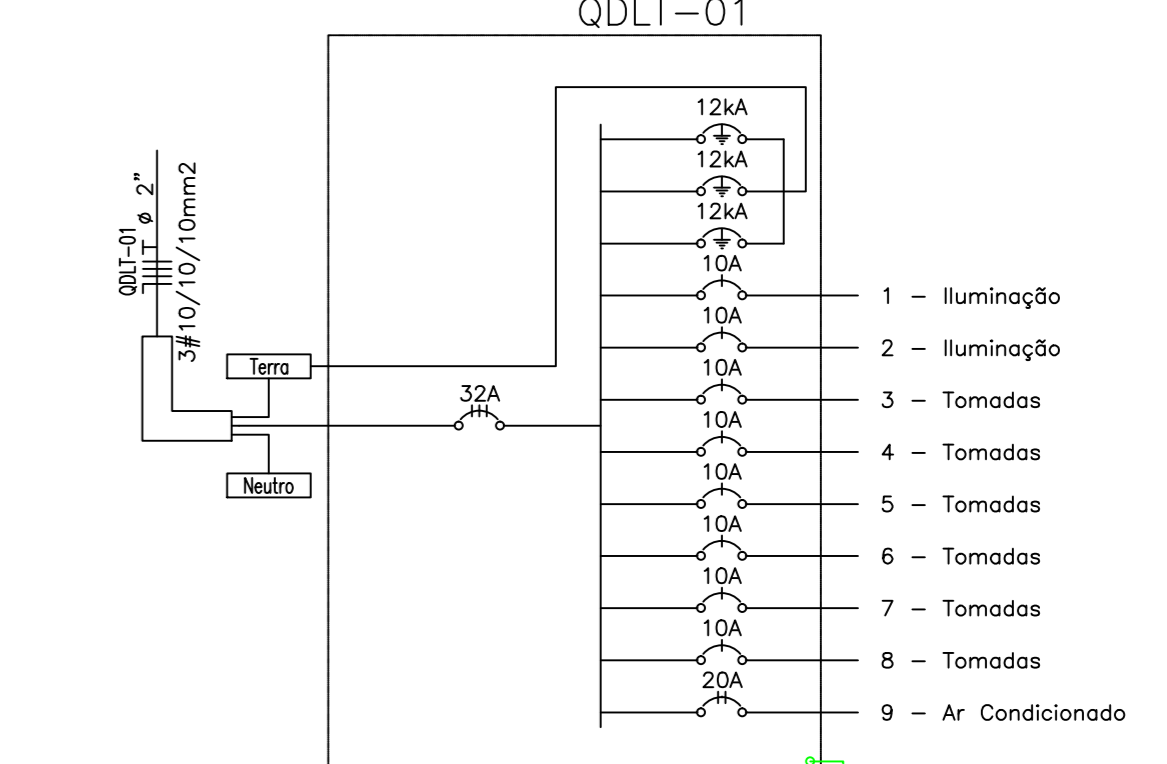 QDLT-01
12kA
12kA
12kA
10A
1 - Iluminação
10A
2 - Iluminação
10A
3 - Tomadas
10A
4 - Tomadas
10A
5 - Tomadas
10A
6 - Tomadas
10A
7 - Tomadas
10A
8 - Tomadas
20A
9 - Ar Condicionado
QDLT-01
ø 2"
T
3#10/10/10mm2
Terra
32A
Neutro